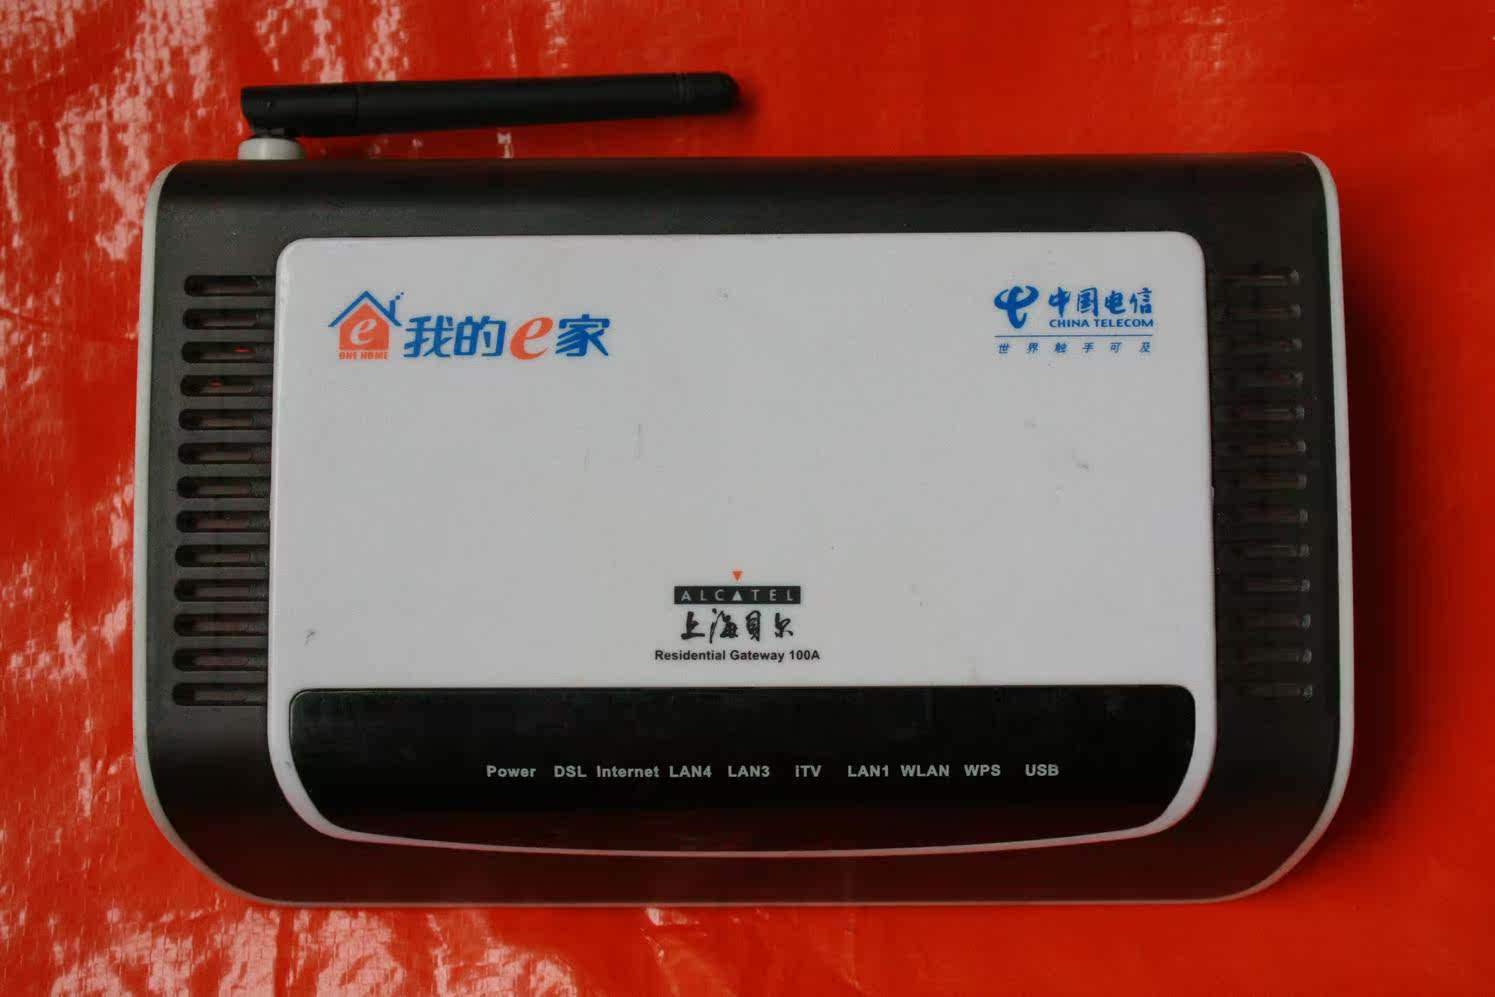 e
ONE HOME
我的e家
中国电信
CHINA TELECOM
世界触手可及
ALCATEL
上海贝尔
Residential Gateway 100A
Power DSL Internet LAN4 LAN3 iTV LAN1 WLAN WPS USB